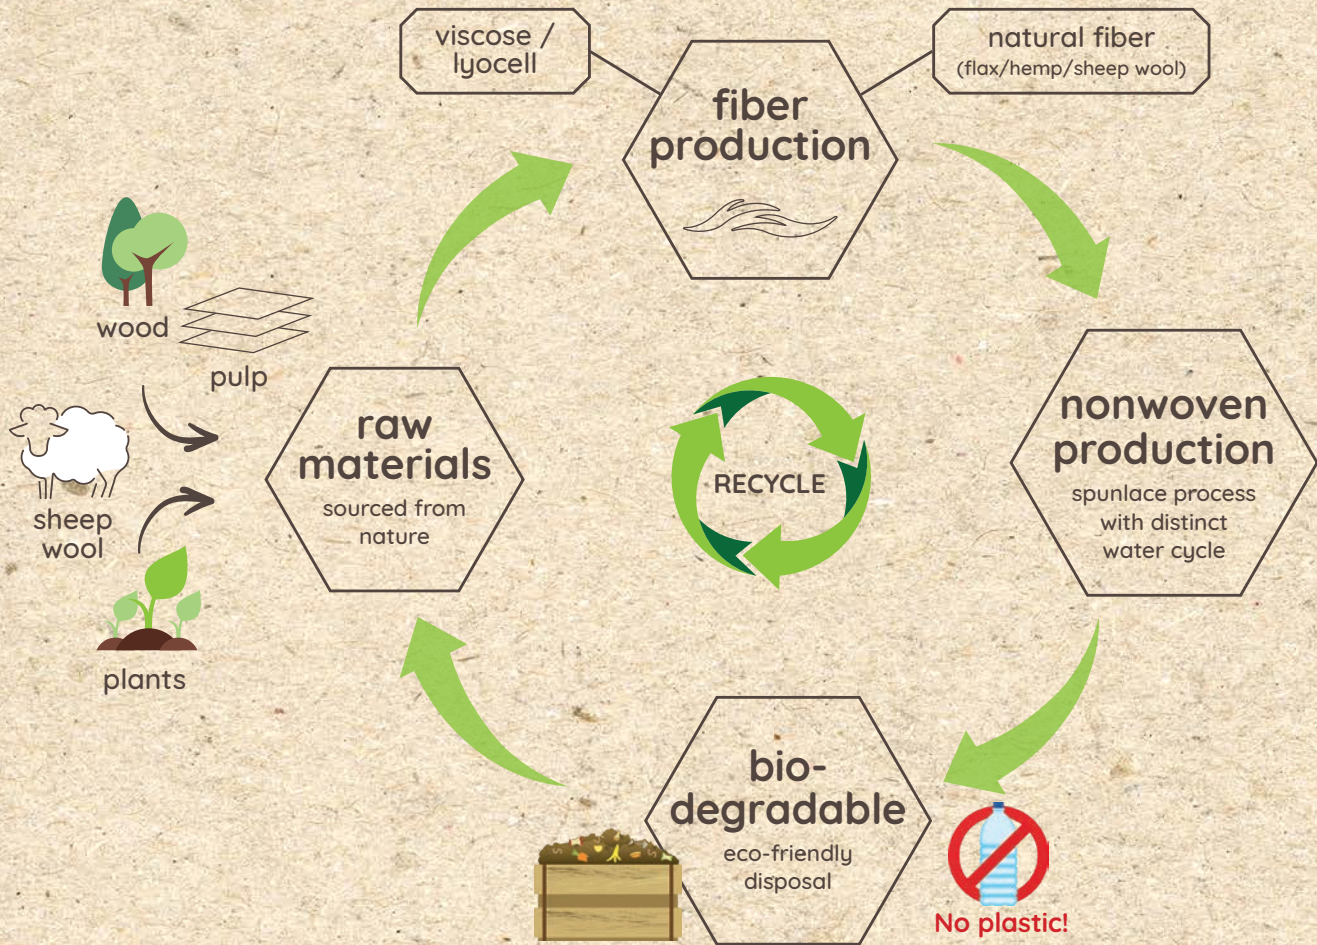 viscose /
lyocell
natural fiber
(flax/hemp/sheep wool)
fiber
production
wood
pulp
sheep
wool
plants
raw
materials
sourced from
nature
RECYCLE
nonwoven
production
spunlace process
with distinct
water cycle
bio-
degradable
eco-friendly
disposal
No plastic!